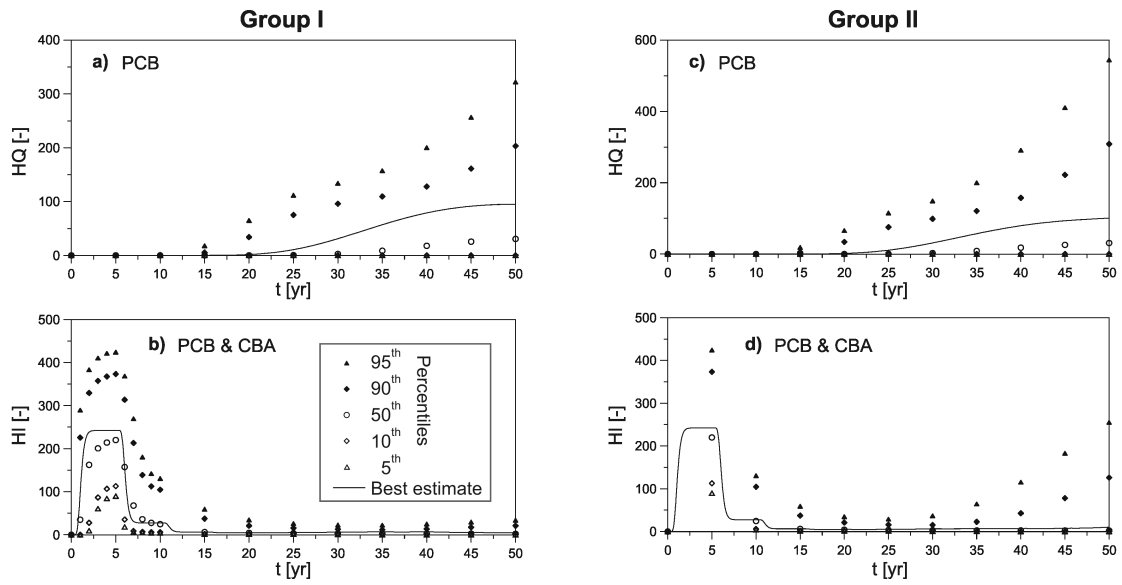 Group I
Group II
a) PCB
HQ [-]
400
300
200
100
0
0 5 10 15 20 25 30 35 40 45 50
t [yr]
c) PCB
HQ [-]
600
400
200
0
0 5 10 15 20 25 30 35 40 45 50
t [yr]
b) PCB & CBA
HI [-]
500
400
300
200
100
0
95th
90th
50th
10th
5th
Percentiles
Best estimate
0 5 10 15 20 25 30 35 40 45 50
t [yr]
d) PCB & CBA
HI [-]
500
400
300
200
100
0
0 5 10 15 20 25 30 35 40 45 50
t [yr]